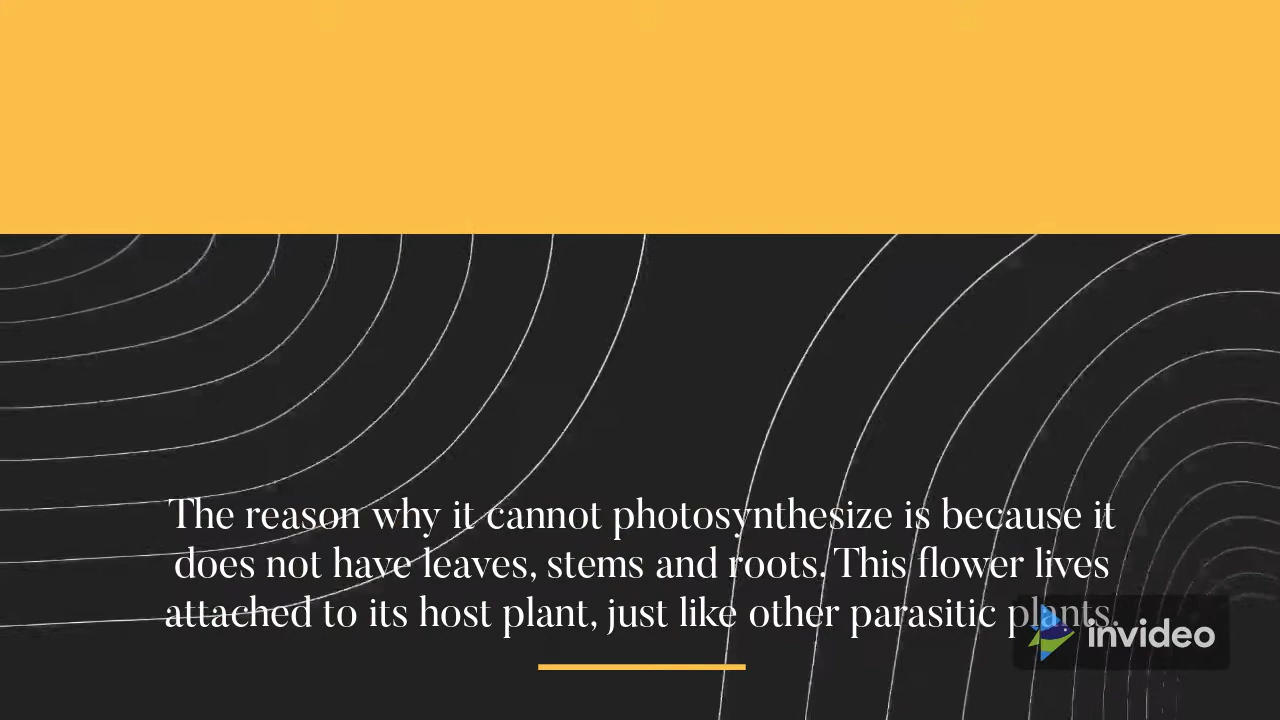 The reason why it cannot photosynthesize is because it
does not have leaves, stems and roots. This flower lives
attached to its host plant, just like other parasitic plants.
invideo